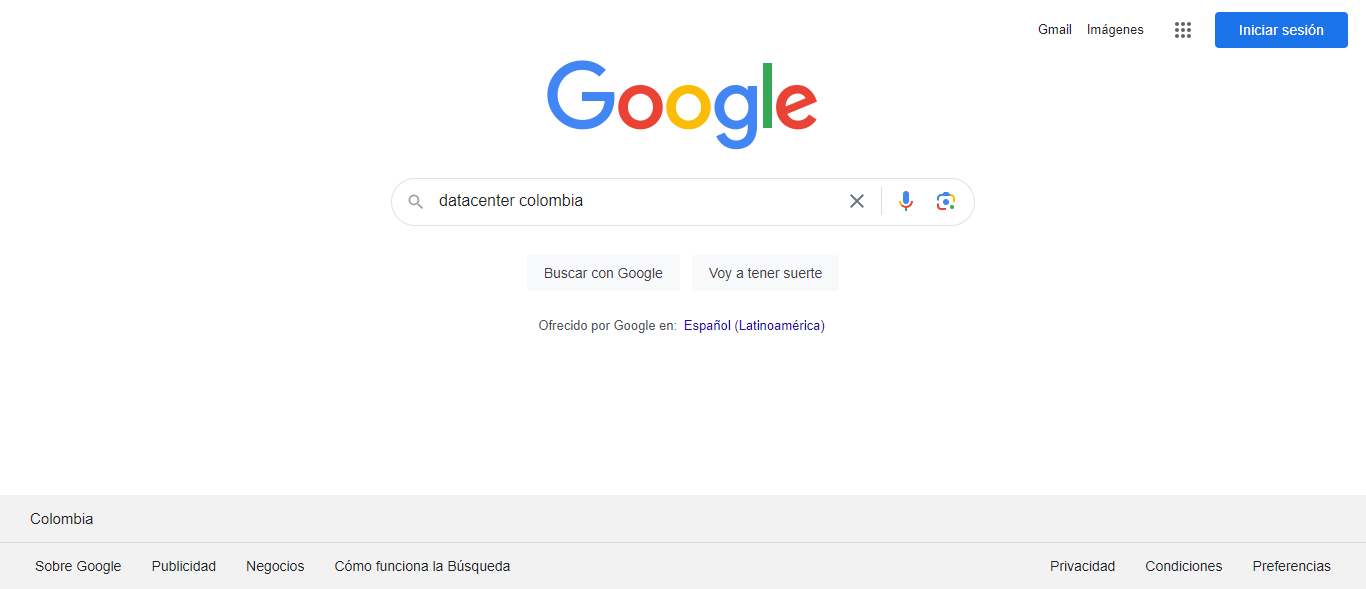 Gmail Imágenes Iniciar sesión
Google
datacenter colombia
Buscar con Google Voy a tener suerte
Ofrecido por Google en: Español (Latinoamérica)
Colombia
Sobre Google Publicidad Negocios Cómo funciona la Búsqueda Privacidad Condiciones Preferencias